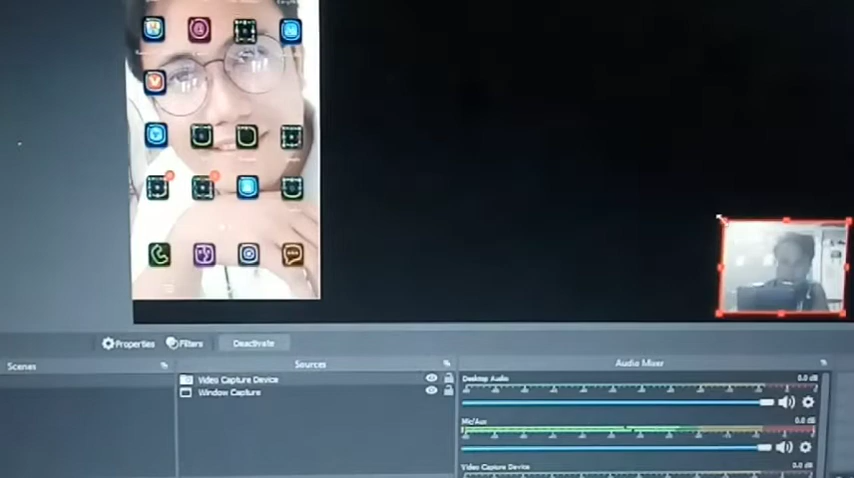 Properties Filters Deactivate
Scenes Sources Audio Mixer
Video Capture Device
Window Capture
Desktop Audio 0.0 dB
Mic/Aux 0.0 dB
Video Capture Device 0.0 dB